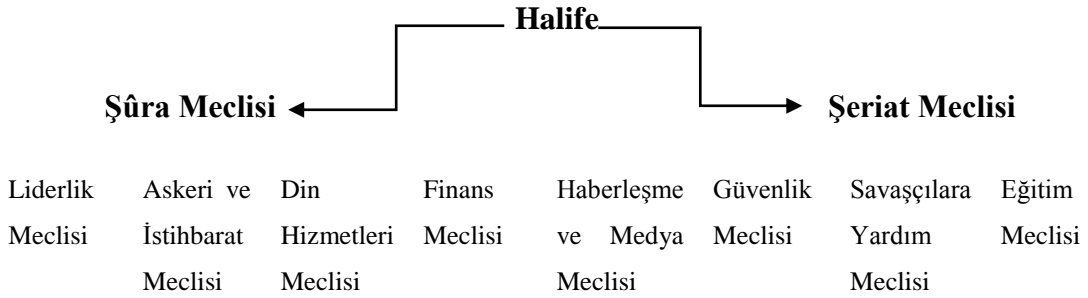 Halife
Şûra Meclisi Şeriat Meclisi
Liderlik Askeri ve Din Finans Haberleşme Güvenlik Savaşçılara Eğitim
Meclisi İstihbarat Hizmetleri Meclisi ve Medya Meclisi Yardım Meclisi
Meclisi Meclisi Meclisi Meclisi